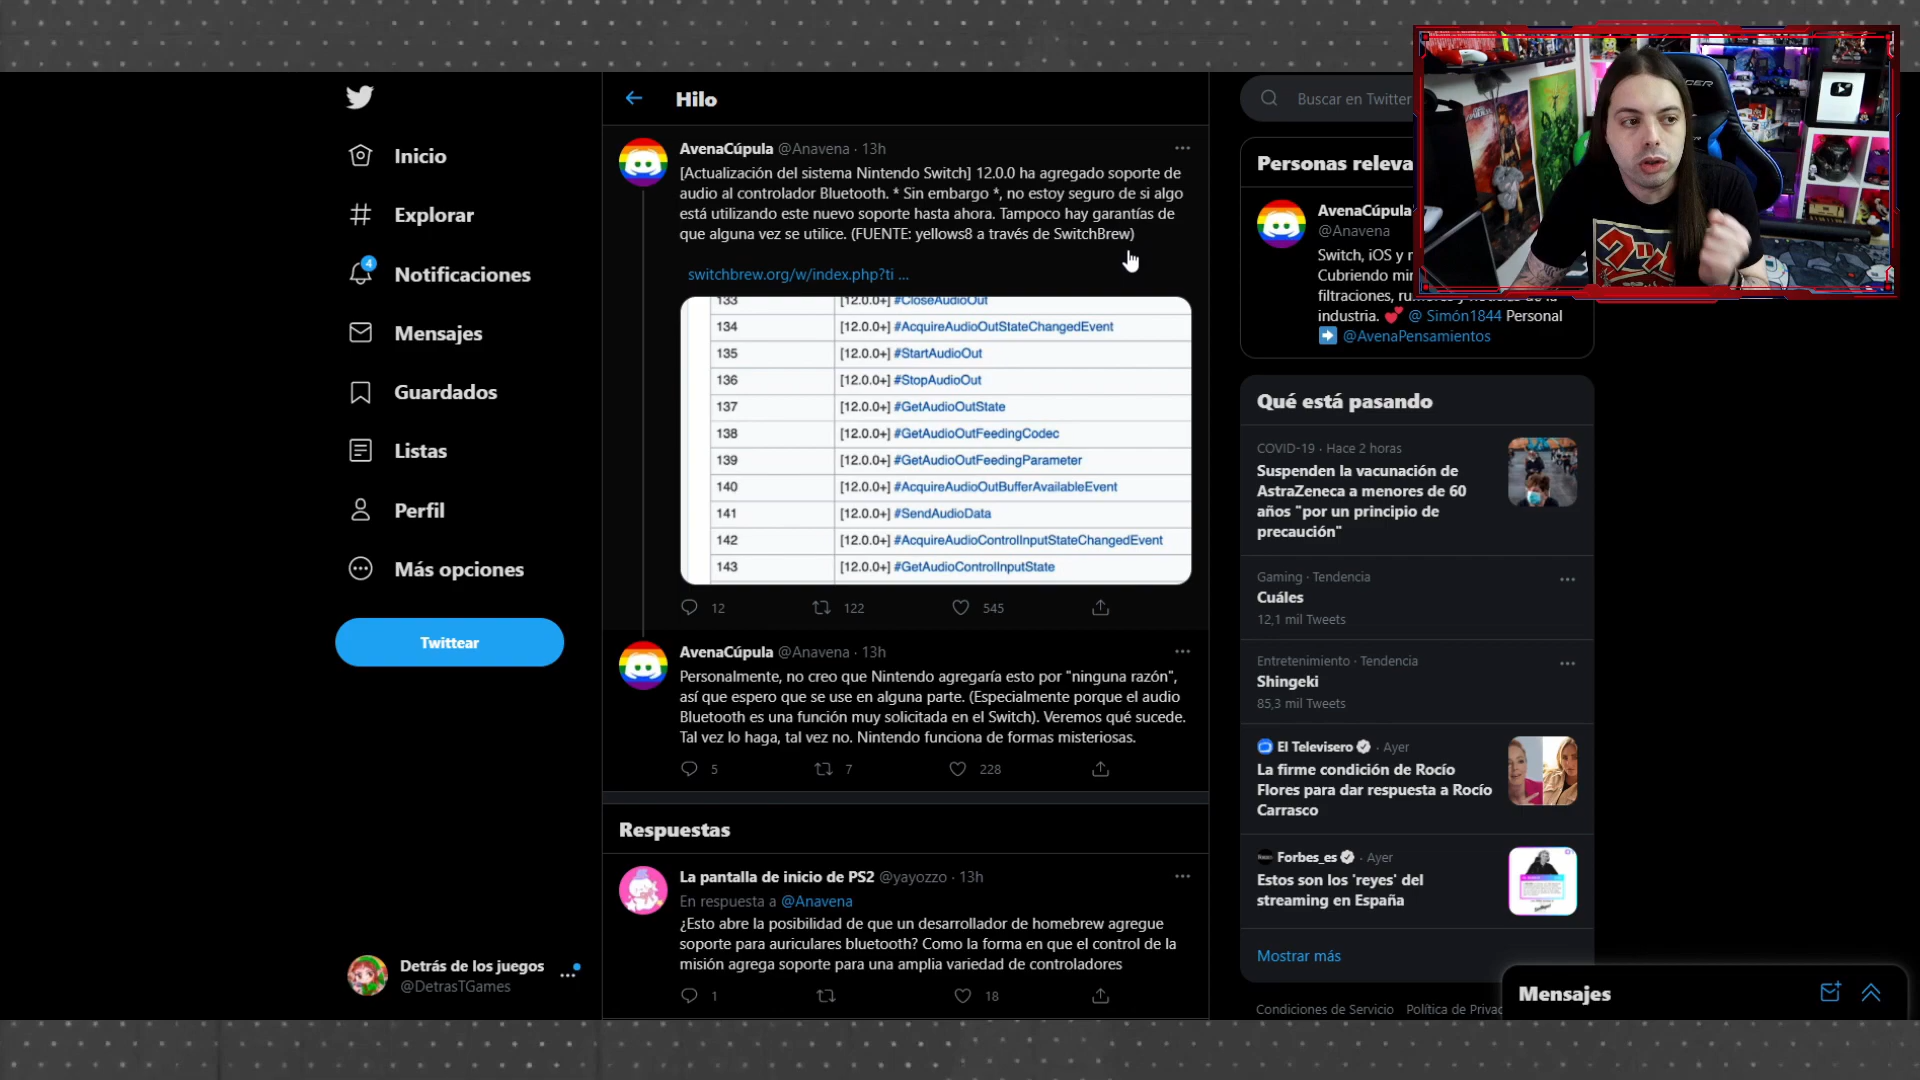 Hilo
Buscar en Twitter
Inicio
Explorar
4
Notificaciones
Mensajes
Guardados
Listas
Perfil
Más opciones
Twittear
Detrás de los juegos
@DetrasTGames
AvenaCúpula @Anavena · 13h
[Actualización del sistema Nintendo Switch] 12.0.0 ha agregado soporte de
audio al controlador Bluetooth. * Sin embargo *, no estoy seguro de si algo
está utilizando este nuevo soporte hasta ahora. Tampoco hay garantías de
que alguna vez se utilice. (FUENTE: yellows8 a través de SwitchBrew)
switchbrew.org/w/index.php?ti ...
133 [12.0.0+] #CloseAudioOut
134 [12.0.0+] #AcquireAudioOutStateChangedEvent
135 [12.0.0+] #StartAudioOut
136 [12.0.0+] #StopAudioOut
137 [12.0.0+] #GetAudioOutState
138 [12.0.0+] #GetAudioOutFeedingCodec
139 [12.0.0+] #GetAudioOutFeedingParameter
140 [12.0.0+] #AcquireAudioOutBufferAvailableEvent
141 [12.0.0+] #SendAudioData
142 [12.0.0+] #AcquireAudioControlInputStateChangedEvent
143 [12.0.0+] #GetAudioControlInputState
12 122 545
AvenaCúpula @Anavena · 13h
Personalmente, no creo que Nintendo agregaría esto por "ninguna razón",
así que espero que se use en alguna parte. (Especialmente porque el audio
Bluetooth es una función muy solicitada en el Switch). Veremos qué sucede.
Tal vez lo haga, tal vez no. Nintendo funciona de formas misteriosas.
5 7 228
Respuestas
La pantalla de inicio de PS2 @yayozzo · 13h
En respuesta a @Anavena
¿Esto abre la posibilidad de que un desarrollador de homebrew agregue
soporte para auriculares bluetooth? Como la forma en que el control de la
misión agrega soporte para una amplia variedad de controladores
1 18
Personas releva
AvenaCúpula
@Anavena
Switch, iOS y
Cubriendo
filtraciones,
industria. 💕 @ Simón1844 Personal
➡ @AvenaPensamientos
Qué está pasando
COVID-19 · Hace 2 horas
Suspenden la vacunación de
AstraZeneca a menores de 60
años "por un principio de
precaución"
Gaming · Tendencia
Cuáles
12,1 mil Tweets
Entretenimiento · Tendencia
Shingeki
85,3 mil Tweets
El Televisero · Ayer
La firme condición de Rocío
Flores para dar respuesta a Rocío
Carrasco
Forbes_es · Ayer
Estos son los 'reyes' del
streaming en España
Mostrar más
Condiciones de Servicio Política de Privac
Mensajes